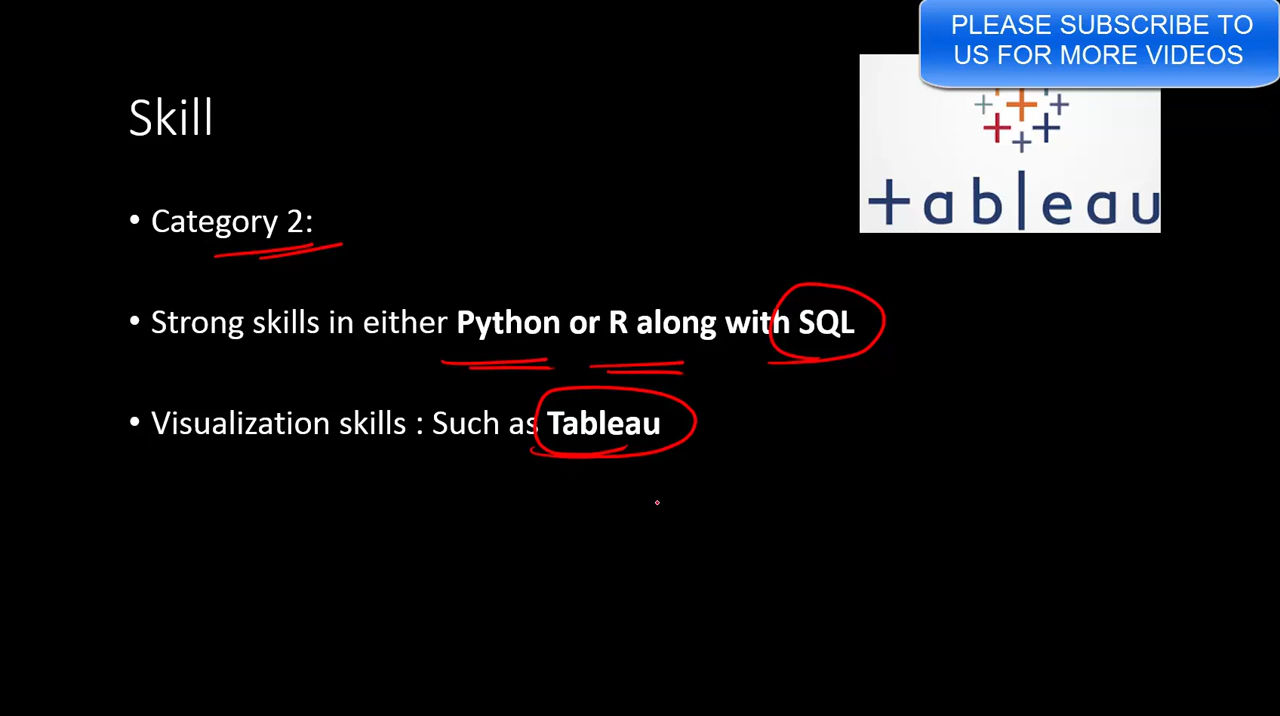 PLEASE SUBSCRIBE TO
US FOR MORE VIDEOS
Skill
+ableau
• Category 2:
• Strong skills in either Python or R along with SQL
• Visualization skills : Such as Tableau